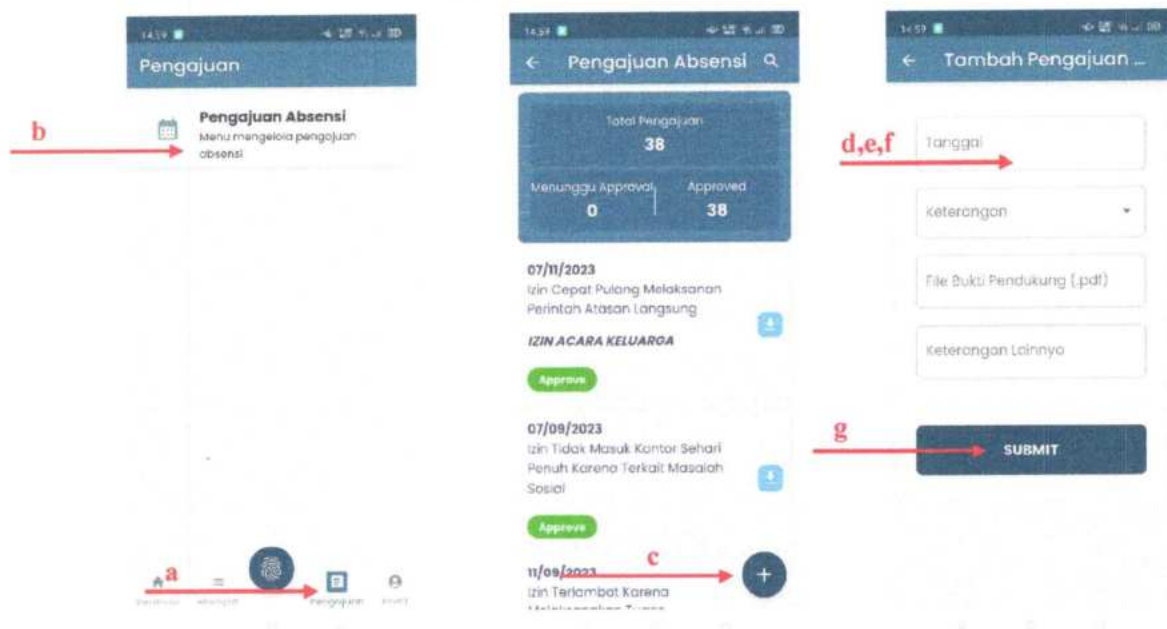 14.59
Pengajuan
b
Pengajuan Absensi
Menu mengelola pengajuan
absensi
a
Pengajuan
14.59
Pengajuan Absensi
Total Pengajuan
38
Menunggu Approval
0
Approved
38
07/11/2023
Izin Cepat Pulang Melaksanan
Perintah Atasan Langsung
IZIN ACARA KELUARGA
Approve
07/09/2023
Izin Tidak Masuk Kantor Sehari
Penuh Karena Terkait Masalah
Sosial
Approve
c
11/09/2023
Izin Terlambat Karena
Melaksanakan Tugas
14.59
Tambah Pengajuan ...
d,e,f
Tanggal
Keterangan
File Bukti Pendukung (.pdf)
Keterangan Lainnya
g
SUBMIT